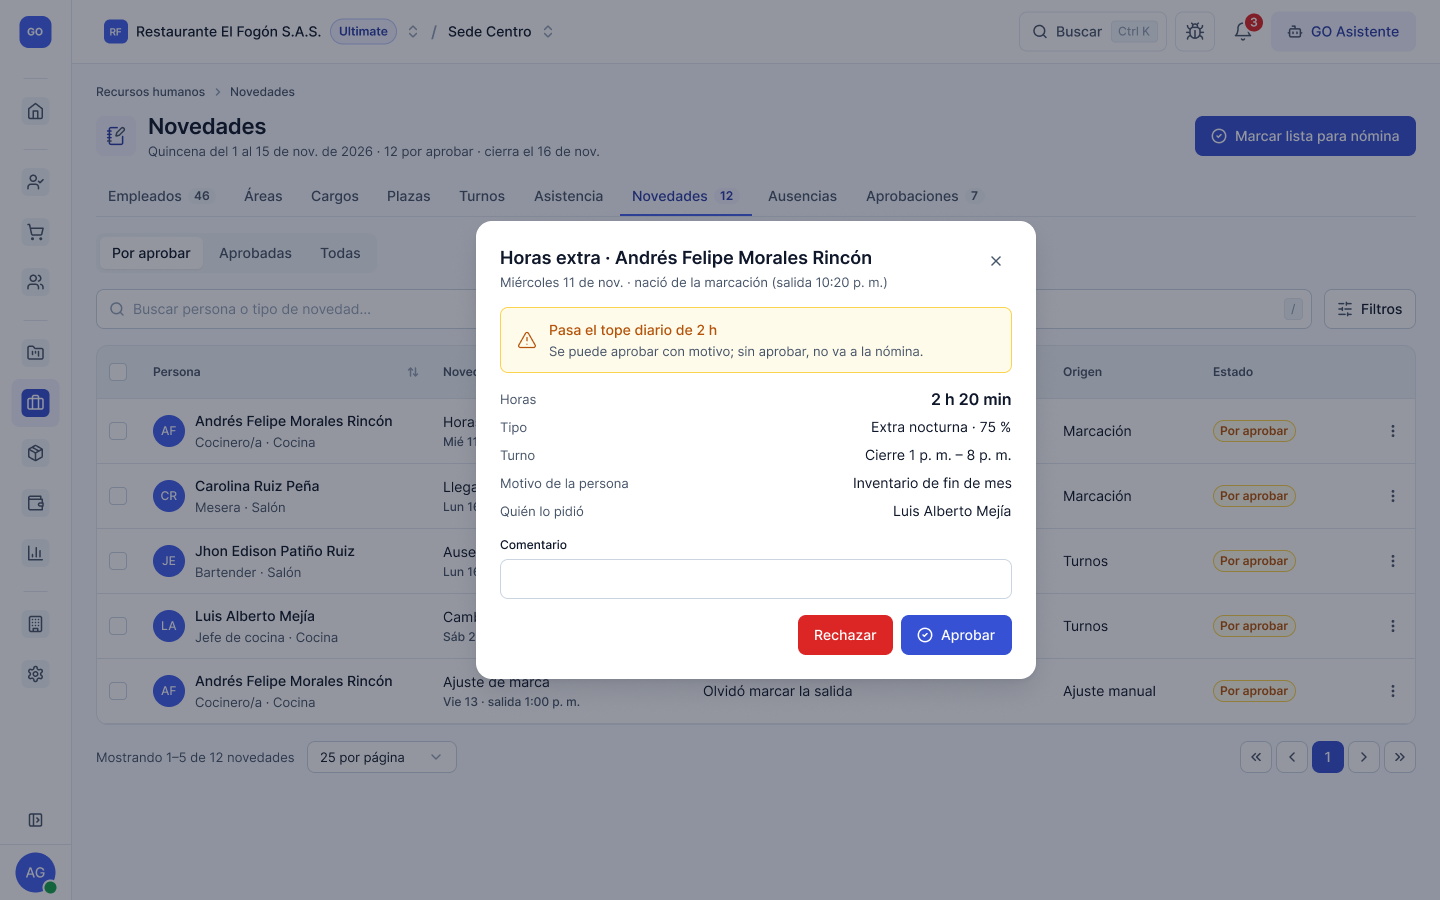 GO
RF Restaurante El Fogón S.A.S. Ultimate / Sede Centro
Buscar Ctrl K
3
GO Asistente
Recursos humanos > Novedades
Novedades
Quincena del 1 al 15 de nov. de 2026 · 12 por aprobar · cierra el 16 de nov.
Marcar lista para nómina
Empleados 46 Áreas Cargos Plazas Turnos Asistencia Novedades 12 Ausencias Aprobaciones 7
Por aprobar Aprobadas Todas
Buscar persona o tipo de novedad... /
Filtros
Persona Origen Estado
AF Andrés Felipe Morales Rincón Marcación Por aprobar
Cocinero/a · Cocina Mié 11
CR Carolina Ruiz Peña Marcación Por aprobar
Mesera · Salón Lun 16
JE Jhon Edison Patiño Ruiz Turnos Por aprobar
Bartender · Salón Lun 16
LA Luis Alberto Mejía Turnos Por aprobar
Jefe de cocina · Cocina Sáb 2
AF Andrés Felipe Morales Rincón Ajuste de marca Olvidó marcar la salida Ajuste manual Por aprobar
Cocinero/a · Cocina Vie 13 · salida 1:00 p. m.
Mostrando 1–5 de 12 novedades 25 por página
« ‹ 1 › »
AG
Horas extra · Andrés Felipe Morales Rincón
Miércoles 11 de nov. · nació de la marcación (salida 10:20 p. m.)
Pasa el tope diario de 2 h
Se puede aprobar con motivo; sin aprobar, no va a la nómina.
Horas 2 h 20 min
Tipo Extra nocturna · 75 %
Turno Cierre 1 p. m. – 8 p. m.
Motivo de la persona Inventario de fin de mes
Quién lo pidió Luis Alberto Mejía
Comentario
Rechazar Aprobar